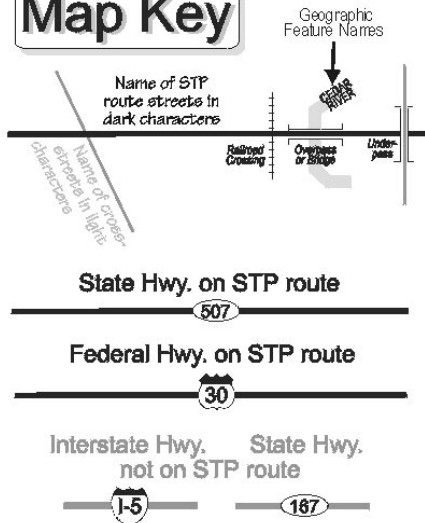 Map Key
Geographic
Feature Names
CEDAR
RIVER
Name of STP
route streets in
dark characters
Railroad
Crossing
Overpass
or Bridge
Under-
pass
Name of cross-
streets in light
characters
State Hwy. on STP route
507
Federal Hwy. on STP route
30
Interstate Hwy. State Hwy.
not on STP route
I-5
167